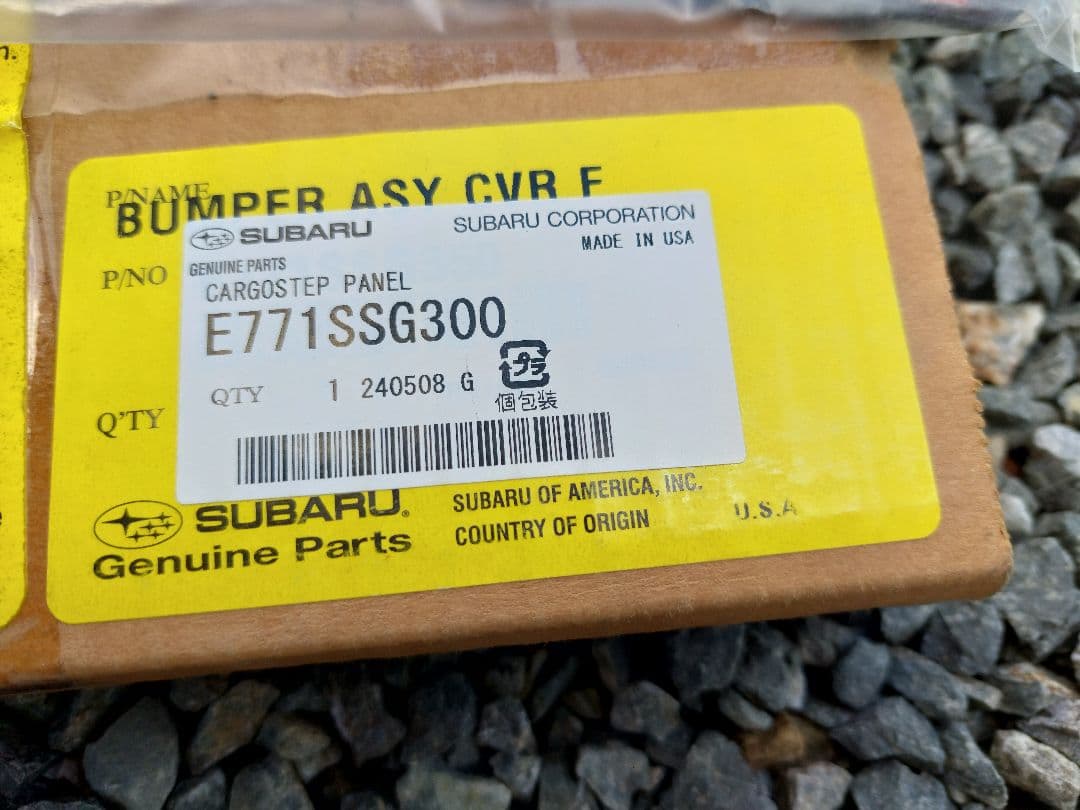 n.
P/NAME
BUMPER ASY CVR F
SUBARU
SUBARU CORPORATION
MADE IN USA
P/NO
GENUINE PARTS
CARGOSTEP PANEL
E771SSG300
QTY 1 240508 G
プラ
個包装
Q'TY
SUBARU.
Genuine Parts
SUBARU OF AMERICA, INC.
COUNTRY OF ORIGIN U.S.A